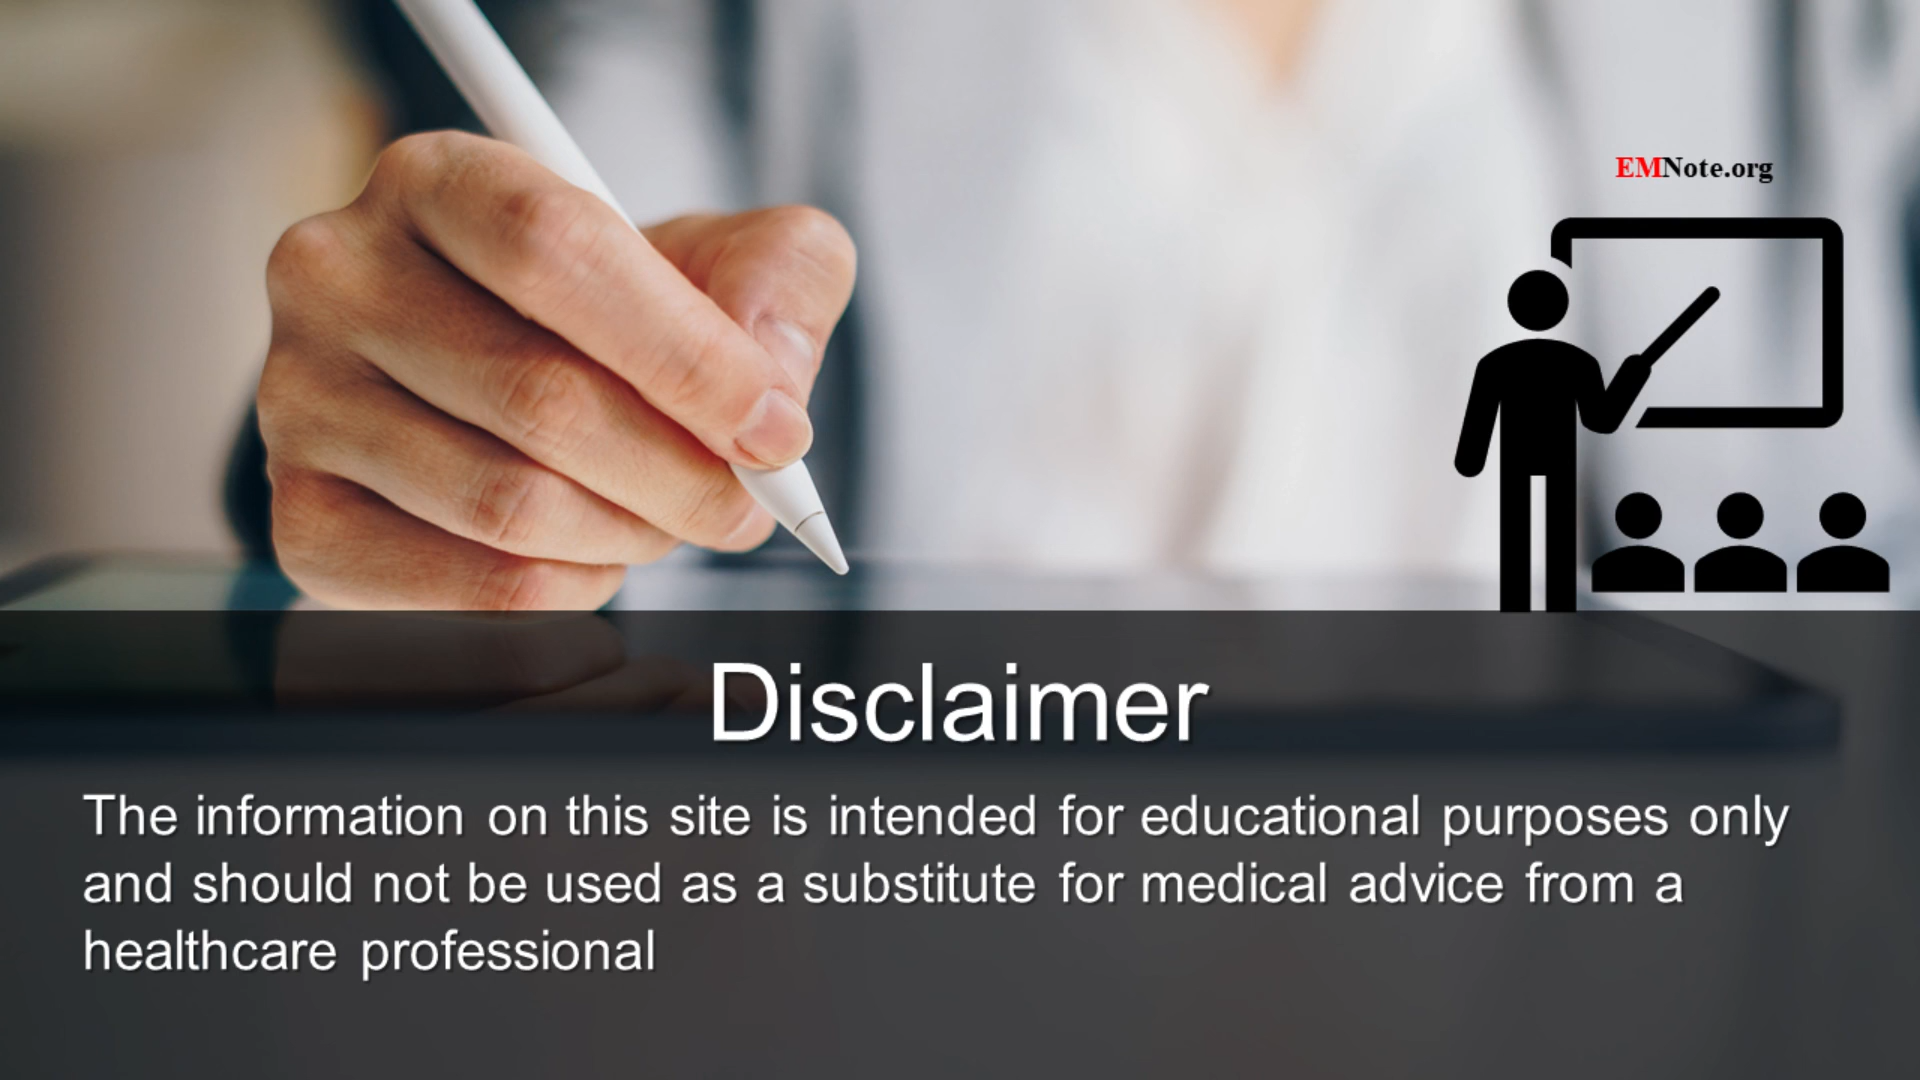 EMNote.org
Disclaimer
The information on this site is intended for educational purposes only
and should not be used as a substitute for medical advice from a
healthcare professional